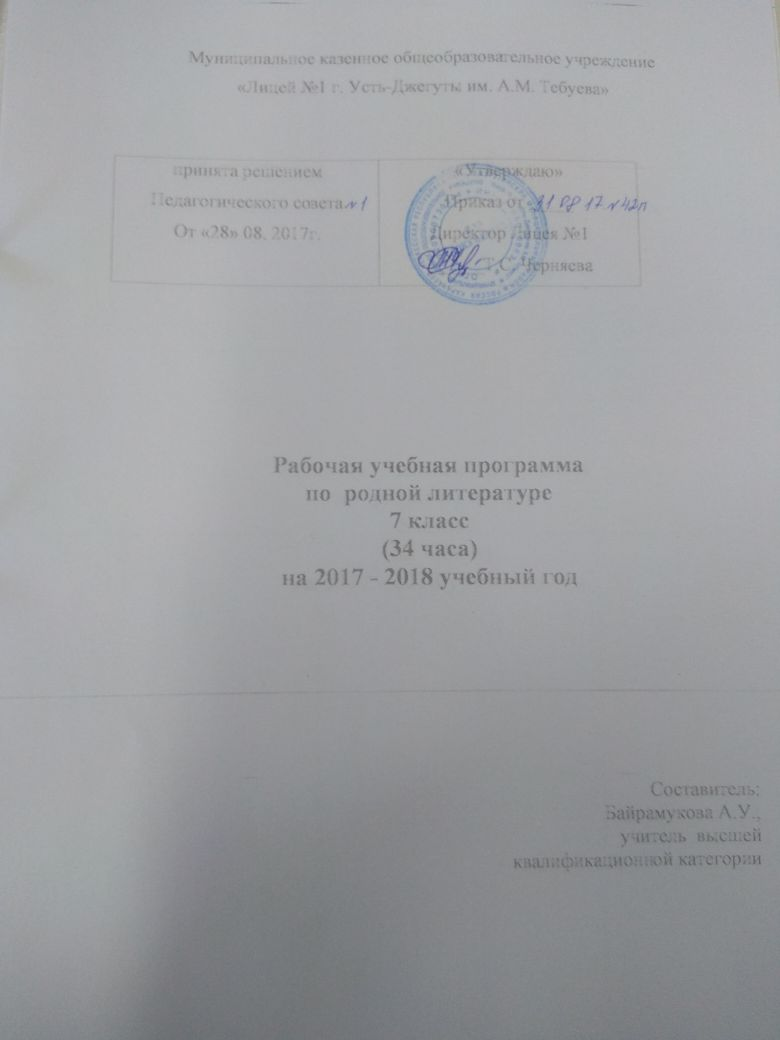 Муниципальное казенное общеобразовательное учреждение
«Лицей №1 г. Усть-Джегуты им. А.М. Тебуева»
принята решением
Педагогического совета №1
От «28» 08. 2017г.
«Утверждаю»
Приказ от 31 08 17 №42п
Директор Лицея №1
Т.С. Черняева
Рабочая учебная программа
по родной литературе
7 класс
(34 часа)
на 2017 - 2018 учебный год
Составитель:
Байрамукова А.У.,
учитель высшей
квалификационной категории